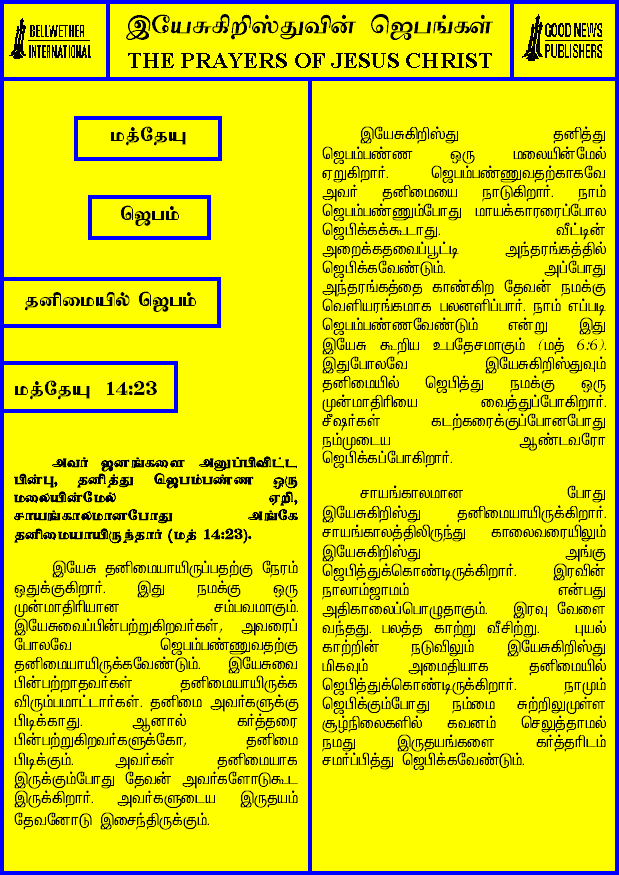 BELLWETHER
INTERNATIONAL
இயேசுகிறிஸ்துவின் ஜெபங்கள்
THE PRAYERS OF JESUS CHRIST
GOOD NEWS
PUBLISHERS
மத்தேயு
ஜெபம்
தனிமையில் ஜெபம்
மத்தேயு 14:23
அவர் ஜனங்களை அனுப்பிவிட்ட
பின்பு, தனித்து ஜெபம்பண்ண ஒரு
மலையின்மேல் ஏறி,
சாயங்காலமானபோது அங்கே
தனிமையாயிருந்தார் (மத் 14:23).
இயேசு தனிமையாயிருப்பதற்கு நேரம்
ஒதுக்குகிறார். இது நமக்கு ஒரு
முன்மாதிரியான சம்பவமாகும்.
இயேசுவைப்பின்பற்றுகிறவர்கள், அவரைப்
போலவே ஜெபம்பண்ணுவதற்கு
தனிமையாயிருக்கவேண்டும். இயேசுவை
பின்பற்றாதவர்கள் தனிமையாயிருக்க
விரும்பமாட்டார்கள். தனிமை அவர்களுக்கு
பிடிக்காது. ஆனால் கர்த்தரை
பின்பற்றுகிறவர்களுக்கோ, தனிமை
பிடிக்கும். அவர்கள் தனிமையாக
இருக்கும்போது தேவன் அவர்களோடுகூட
இருக்கிறார். அவர்களுடைய இருதயம்
தேவனோடு இசைந்திருக்கும்.
இயேசுகிறிஸ்து தனித்து
ஜெபம்பண்ண ஒரு மலையின்மேல்
ஏறுகிறார். ஜெபம்பண்ணுவதற்காகவே
அவர் தனிமையை நாடுகிறார். நாம்
ஜெபம்பண்ணும்போது மாயக்காரரைப்போல
ஜெபிக்கக்கூடாது. வீட்டின்
அறைக்கதவைப்பூட்டி அந்தரங்கத்தில்
ஜெபிக்கவேண்டும். அப்போது
அந்தரங்கத்தை காண்கிற தேவன் நமக்கு
வெளியரங்கமாக பலனளிப்பார். நாம் எப்படி
ஜெபம்பண்ணவேண்டும் என்று இது
இயேசு கூறிய உபதேசமாகும் (மத் 6:6).
இதுபோலவே இயேசுகிறிஸ்துவும்
தனிமையில் ஜெபித்து நமக்கு ஒரு
முன்மாதிரியை வைத்துப்போகிறார்.
சீஷர்கள் கடற்கரைக்குப்போனபோது
நம்முடைய ஆண்டவரோ
ஜெபிக்கப்போகிறார்.
சாயங்காலமான போது
இயேசுகிறிஸ்து தனிமையாயிருக்கிறார்.
சாயங்காலத்திலிருந்து காலைவரையிலும்
இயேசுகிறிஸ்து அங்கு
ஜெபித்துக்கொண்டிருக்கிறார். இரவின்
நாலாம்ஜாமம் என்பது
அதிகாலைப்பொழுதாகும். இரவு வேளை
வந்தது. பலத்த காற்று வீசிற்று. புயல்
காற்றின் நடுவிலும் இயேசுகிறிஸ்து
மிகவும் அமைதியாக தனிமையில்
ஜெபித்துக்கொண்டிருக்கிறார். நாமும்
ஜெபிக்கும்போது நம்மை சுற்றிலுமுள்ள
சூழ்நிலைகளில் கவனம் செலுத்தாமல்
நமது இருதயங்களை கர்த்தரிடம்
சமர்ப்பித்து ஜெபிக்கவேண்டும்.